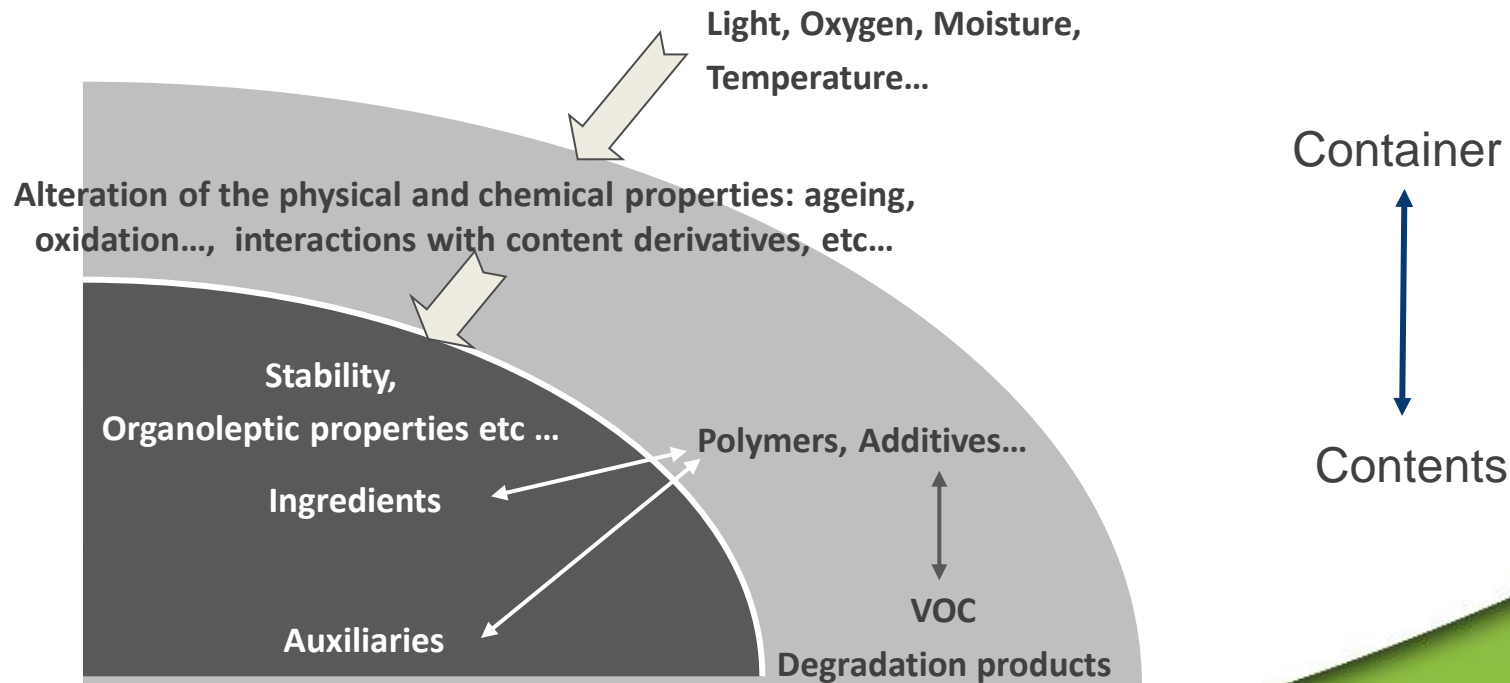 Light, Oxygen, Moisture,
Temperature…
Alteration of the physical and chemical properties: ageing,
oxidation…, interactions with content derivatives, etc…
Stability,
Organoleptic properties etc …
Ingredients
Auxiliaries
Polymers, Additives…
VOC
Degradation products
Container
Contents